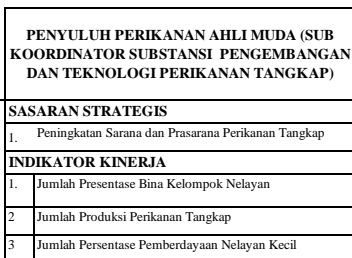 PENYULUH PERIKANAN AHLI MUDA (SUB
KOORDINATOR SUBSTANSI PENGEMBANGAN
DAN TEKNOLOGI PERIKANAN TANGKAP)
SASARAN STRATEGIS
1. Peningkatan Sarana dan Prasarana Perikanan Tangkap
INDIKATOR KINERJA
1. Jumlah Presentase Bina Kelompok Nelayan
2 Jumlah Produksi Perikanan Tangkap
3 Jumlah Persentase Pemberdayaan Nelayan Kecil